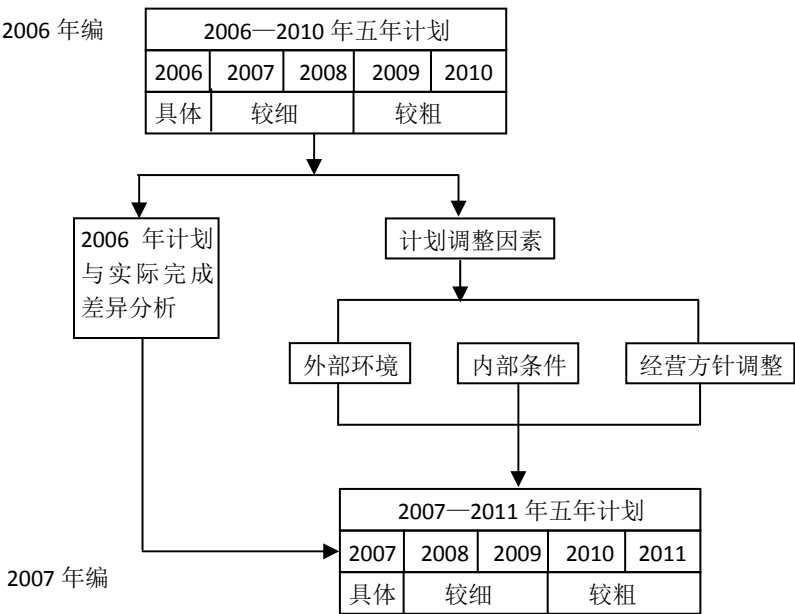 2006 年编
2006—2010 年五年计划
2006 2007 2008 2009 2010
具体 较细 较粗
2006 年计划
与实际完成
差异分析
计划调整因素
外部环境 内部条件 经营方针调整
2007—2011 年五年计划
2007 2008 2009 2010 2011
2007 年编
具体 较细 较粗